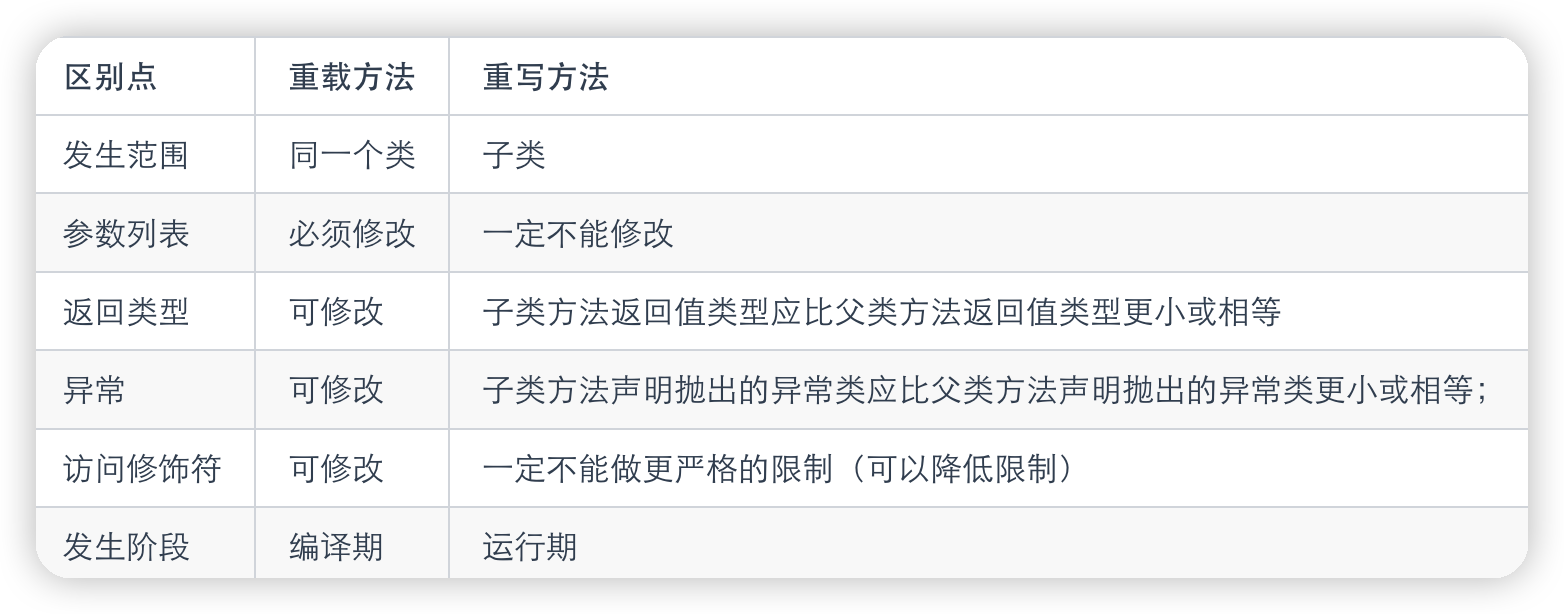 区别点 重载方法 重写方法
发生范围 同一个类 子类
参数列表 必须修改 一定不能修改
返回类型 可修改 子类方法返回值类型应比父类方法返回值类型更小或相等
异常 可修改 子类方法声明抛出的异常类应比父类方法声明抛出的异常类更小或相等；
访问修饰符 可修改 一定不能做更严格的限制（可以降低限制）
发生阶段 编译期 运行期